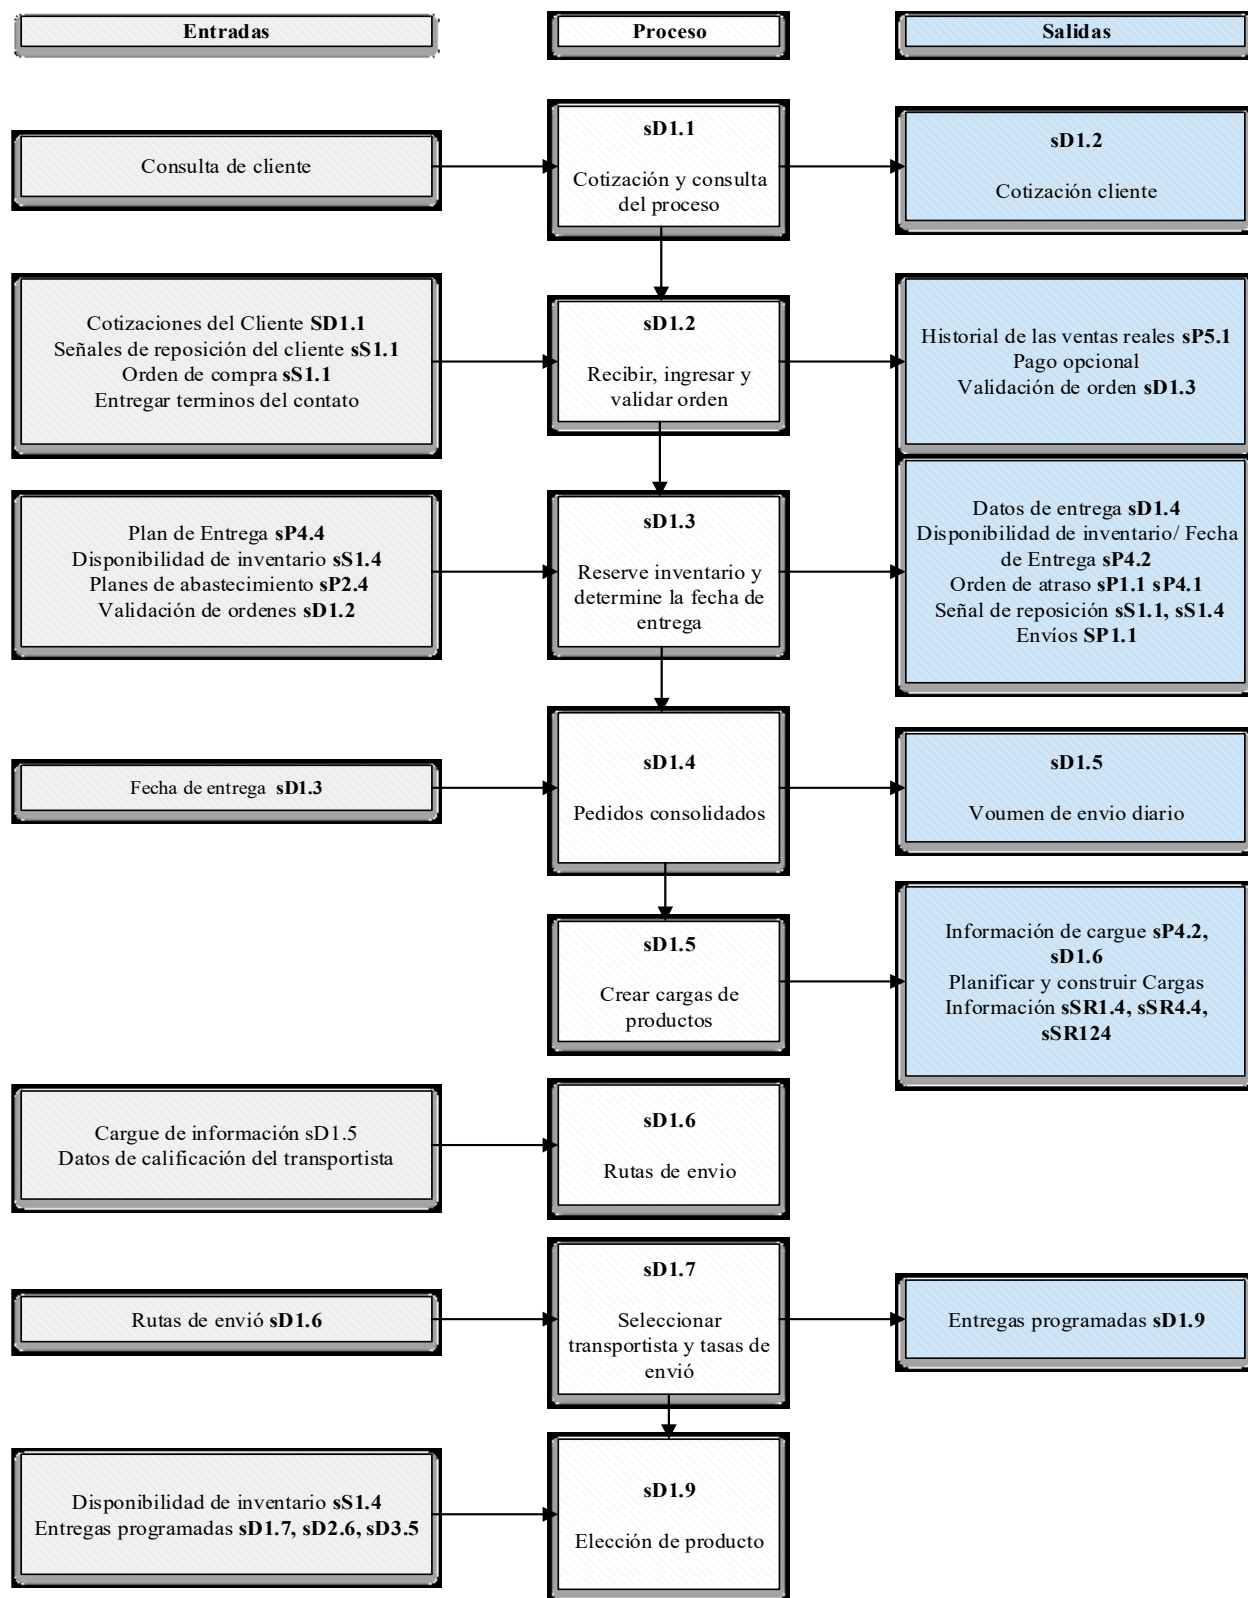 Entradas
Proceso
Salidas
Consulta de cliente
sD1.1
Cotización y consulta
del proceso
sD1.2
Cotización cliente
Cotizaciones del Cliente SD1.1
Señales de reposición del cliente sS1.1
Orden de compra sS1.1
Entregar terminos del contato
sD1.2
Recibir, ingresar y
validar orden
Historial de las ventas reales sP5.1
Pago opcional
Validación de orden sD1.3
Plan de Entrega sP4.4
Disponibilidad de inventario sS1.4
Planes de abastecimiento sP2.4
Validación de ordenes sD1.2
sD1.3
Reserve inventario y
determine la fecha de
entrega
Datos de entrega sD1.4
Disponibilidad de inventario/ Fecha
de Entrega sP4.2
Orden de atraso sP1.1 sP4.1
Señal de reposición sS1.1, sS1.4
Envíos SP1.1
Fecha de entrega sD1.3
sD1.4
Pedidos consolidados
sD1.5
Voumen de envio diario
sD1.5
Crear cargas de
productos
Información de cargue sP4.2,
sD1.6
Planificar y construir Cargas
Información sSR1.4, sSR4.4,
sSR124
Cargue de información sD1.5
Datos de calificación del transportista
sD1.6
Rutas de envio
Rutas de envió sD1.6
sD1.7
Seleccionar
transportista y tasas de
envió
Entregas programadas sD1.9
Disponibilidad de inventario sS1.4
Entregas programadas sD1.7, sD2.6, sD3.5
sD1.9
Elección de producto